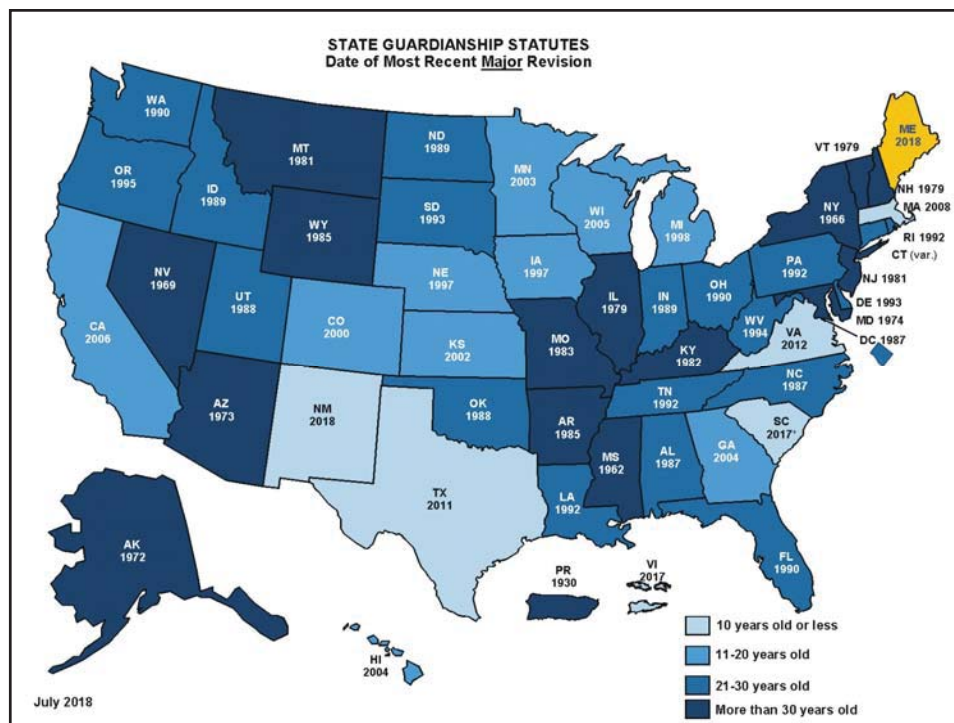 STATE GUARDIANSHIP STATUTES
Date of Most Recent Major Revision
WA
1990
OR
1995
ID
1989
MT
1981
ND
1989
MN
2003
SD
1993
WY
1985
WI
2005
MI
1998
VT 1979
ME
2018
NH 1979
MA 2008
NY
1966
RI 1992
CT (var.)
NJ 1981
DE 1993
MD 1974
DC 1987
PA
1992
NV
1969
UT
1988
CA
2006
CO
2000
NE
1997
IA
1997
KS
2002
MO
1983
IL
1979
IN
1989
OH
1990
WV
1994
VA
2012
KY
1982
NC
1987
TN
1992
SC
2017*
AZ
1973
NM
2018
OK
1988
AR
1985
MS
1962
AL
1987
GA
2004
TX
2011
LA
1992
FL
1990
AK
1972
HI
2004
PR
1930
VI
2017
10 years old or less
11-20 years old
21-30 years old
More than 30 years old
July 2018